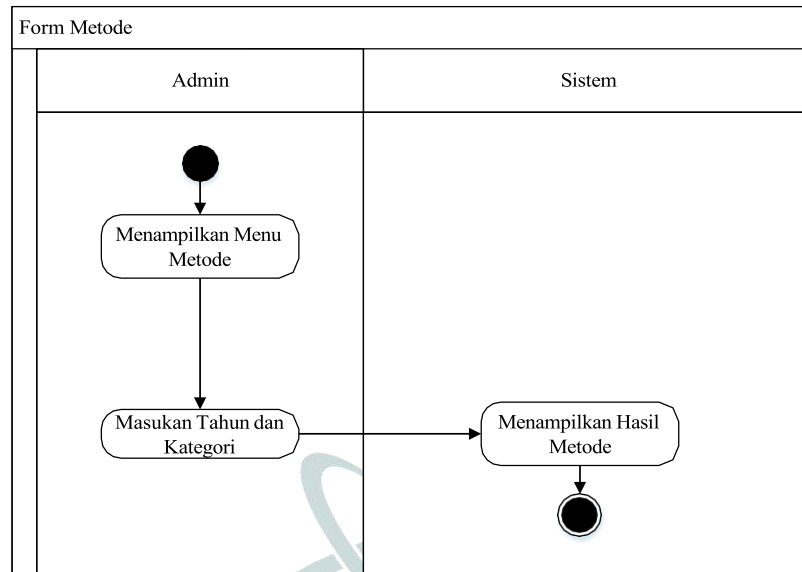 Form Metode
Admin
Sistem
Menampilkan Menu
Metode
Masukan Tahun dan
Kategori
Menampilkan Hasil
Metode